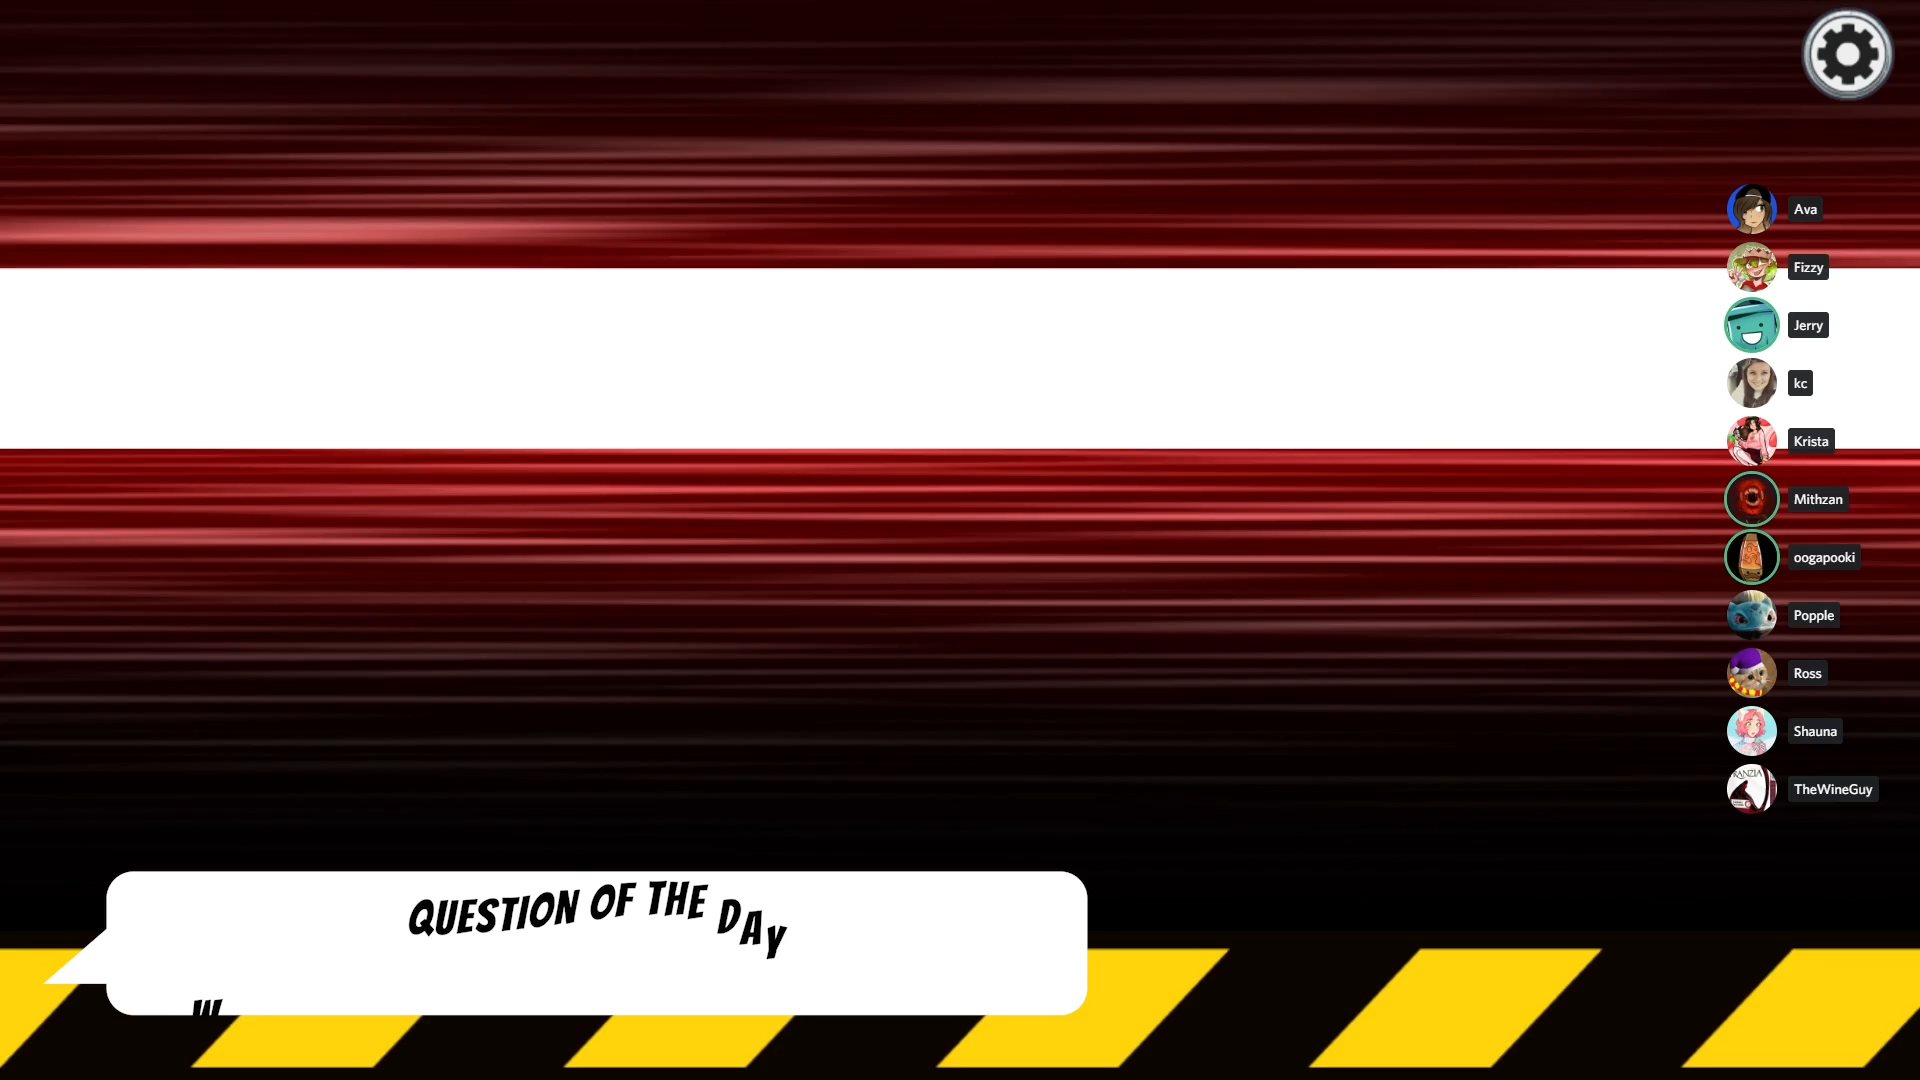 Ava
Fizzy
Jerry
kc
Krista
Mithzan
oogapooki
Popple
Ross
Shauna
TheWineGuy
QUESTION OF THE DAY